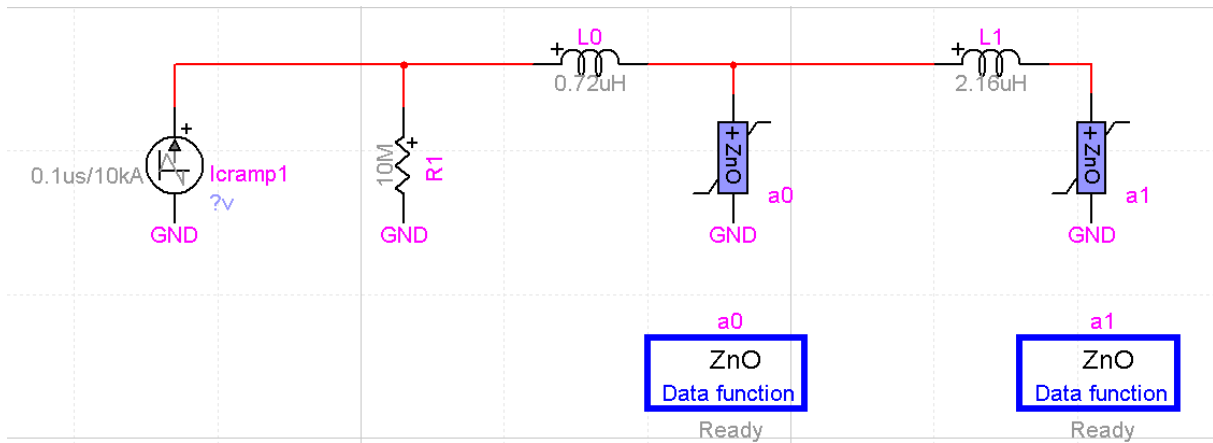 L0
0.72uH
L1
2.16uH
0.1us/10kA
+
Icramp1
?v
GND
10M
+
R1
GND
+
+ ZnO
a0
GND
+
+ ZnO
a1
GND
a0
ZnO
Data function
Ready
a1
ZnO
Data function
Ready